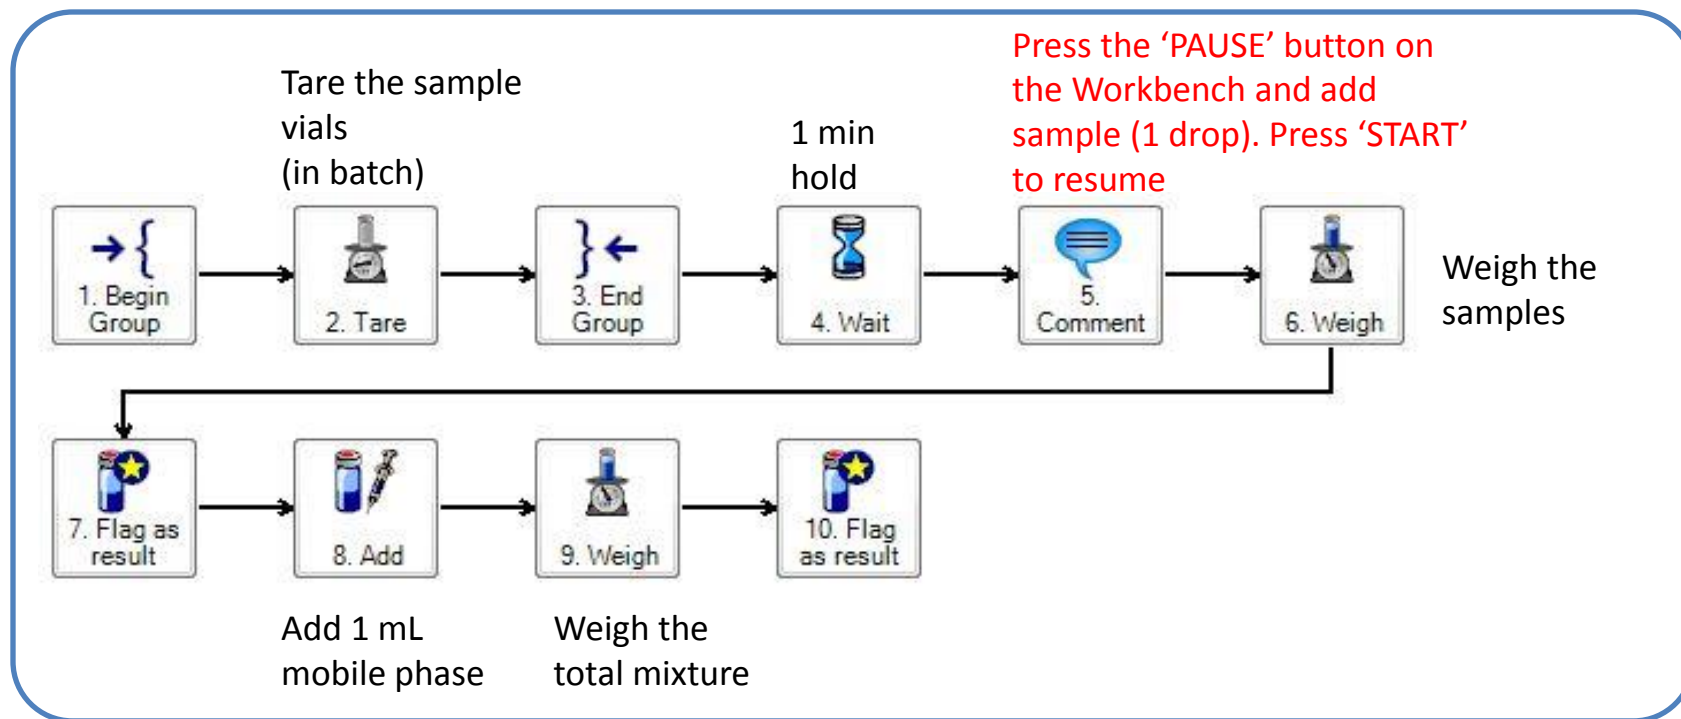 Press the ‘PAUSE’ button on
the Workbench and add
sample (1 drop). Press ‘START’
to resume
Tare the sample
vials
(in batch)
1 min
hold
1. Begin
Group
2. Tare
3. End
Group
4. Wait
5.
Comment
6. Weigh
Weigh the
samples
7. Flag as
result
8. Add
9. Weigh
10. Flag
as result
Add 1 mL
mobile phase
Weigh the
total mixture